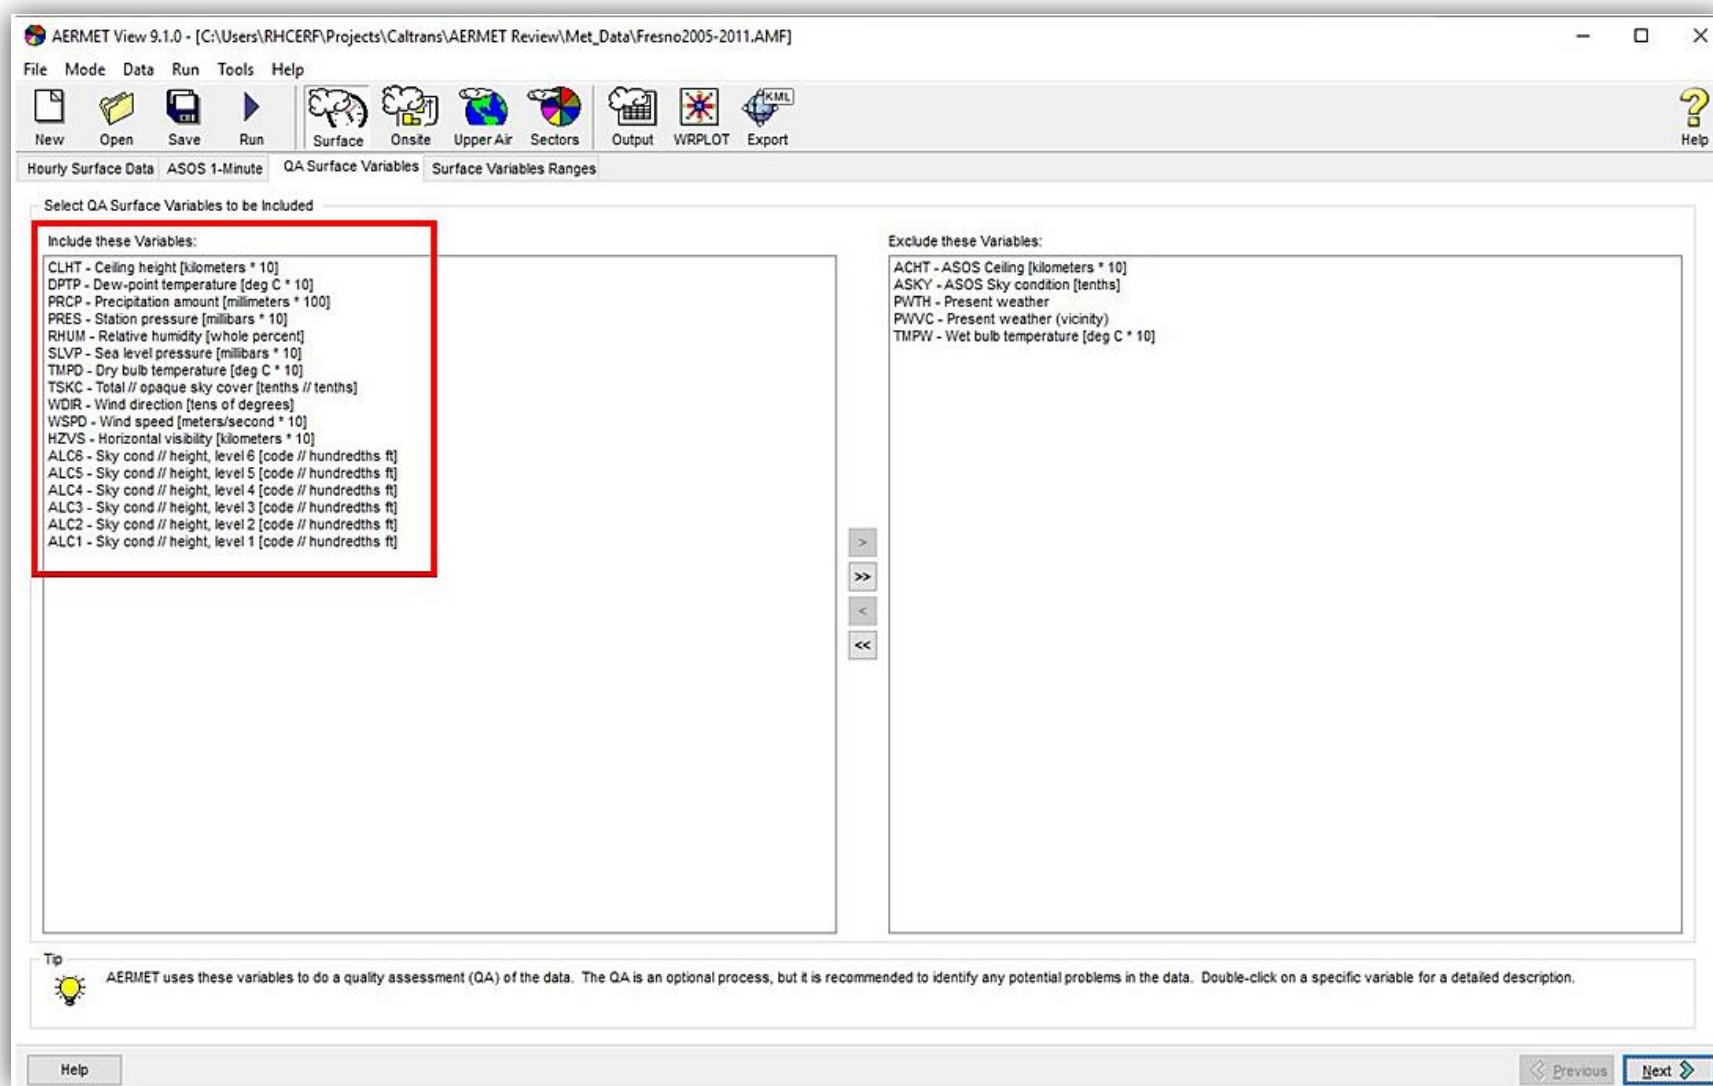 AERMET View 9.1.0 - [C:\Users\RHCERF\Projects\Caltrans\AERMET Review\Met_Data\Fresno2005-2011.AMF]
File Mode Data Run Tools Help
KML
New Open Save Run Surface Onsite Upper Air Sectors Output WRPLOT Export Help
Hourly Surface Data ASOS 1-Minute QA Surface Variables Surface Variables Ranges
Select QA Surface Variables to be Included
Include these Variables:
CLHT - Ceiling height [kilometers * 10]
DPTP - Dew-point temperature [deg C * 10]
PRCP - Precipitation amount [millimeters * 100]
PRES - Station pressure [millibars * 10]
RHUM - Relative humidity [whole percent]
SLVP - Sea level pressure [millibars * 10]
TMPD - Dry bulb temperature [deg C * 10]
TSKC - Total // opaque sky cover [tenths // tenths]
WDIR - Wind direction [tens of degrees]
WSPD - Wind speed [meters/second * 10]
HZVS - Horizontal visibility [kilometers * 10]
ALC6 - Sky cond // height, level 6 [code // hundredths ft]
ALC5 - Sky cond // height, level 5 [code // hundredths ft]
ALC4 - Sky cond // height, level 4 [code // hundredths ft]
ALC3 - Sky cond // height, level 3 [code // hundredths ft]
ALC2 - Sky cond // height, level 2 [code // hundredths ft]
ALC1 - Sky cond // height, level 1 [code // hundredths ft]
>
>>
<
<<
Exclude these Variables:
ACHT - ASOS Ceiling [kilometers * 10]
ASKY - ASOS Sky condition [tenths]
PWTH - Present weather
PWVC - Present weather (vicinity)
TMPW - Wet bulb temperature [deg C * 10]
Tip
AERMET uses these variables to do a quality assessment (QA) of the data. The QA is an optional process, but it is recommended to identify any potential problems in the data. Double-click on a specific variable for a detailed description.
Help Previous Next